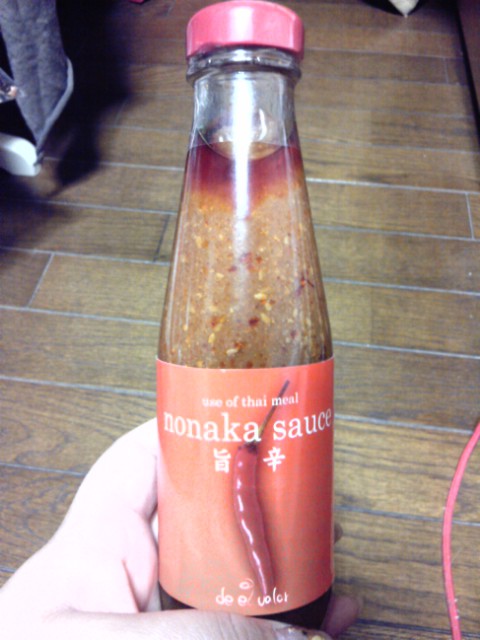 use of thai meal
nonaka sauce
旨 辛